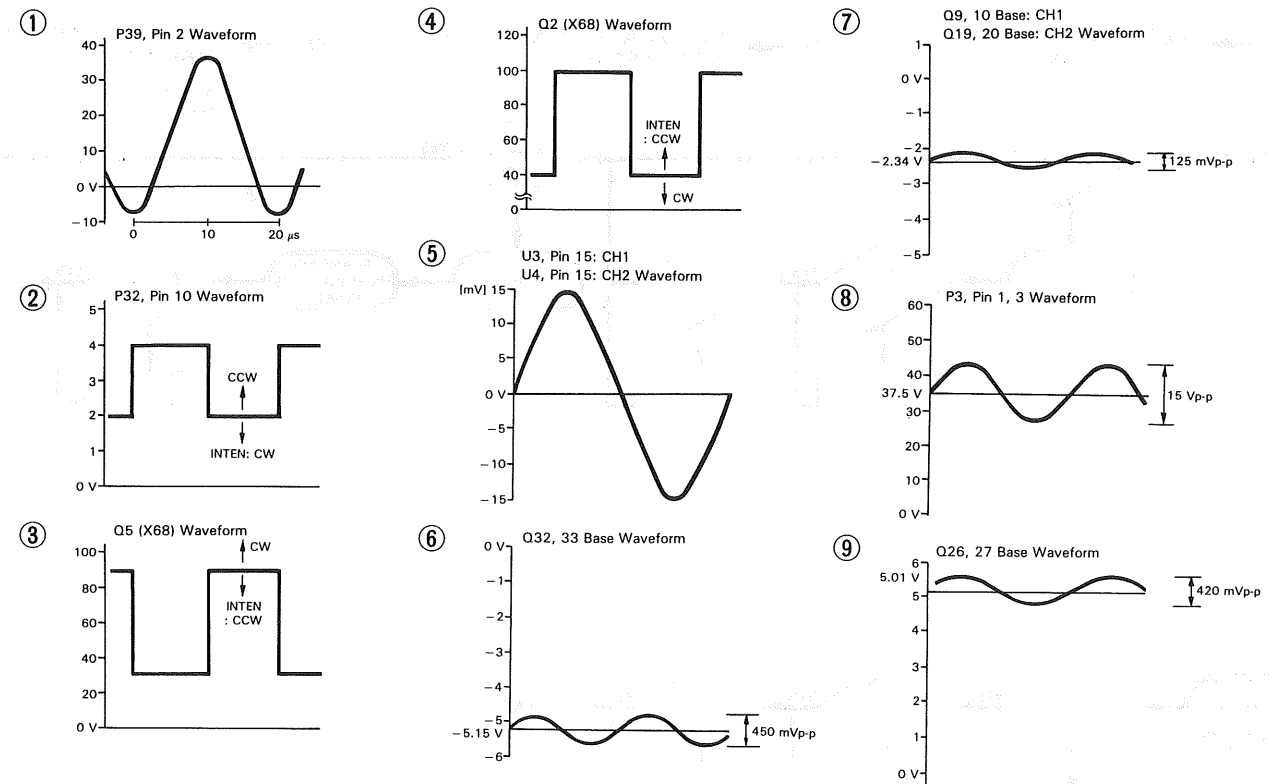 ①
P39, Pin 2 Waveform
40
30
20
10
0 V
−10
0
10
20 µs
②
P32, Pin 10 Waveform
5
4
3
2
1
0 V
CCW
INTEN: CW
③
Q5 (X68) Waveform
100
80
60
40
20
0 V
CW
INTEN
: CCW
④
Q2 (X68) Waveform
120
100
80
60
40
0
INTEN
: CCW
CW
⑤
U3, Pin 15: CH1
U4, Pin 15: CH2 Waveform
[mV] 15
10
5
0 V
−5
−10
−15
⑥
Q32, 33 Base Waveform
0 V
−1
−2
−3
−4
−5
−5.15 V
−6
450 mVp-p
⑦
Q9, 10 Base: CH1
Q19, 20 Base: CH2 Waveform
1
0 V
−1
−2
−2.34 V
−3
−4
−5
125 mVp-p
⑧
P3, Pin 1, 3 Waveform
60
50
40
37.5 V
30
20
10
0 V
15 Vp-p
⑨
Q26, 27 Base Waveform
6
5.01 V
5
4
3
2
1
0 V
420 mVp-p